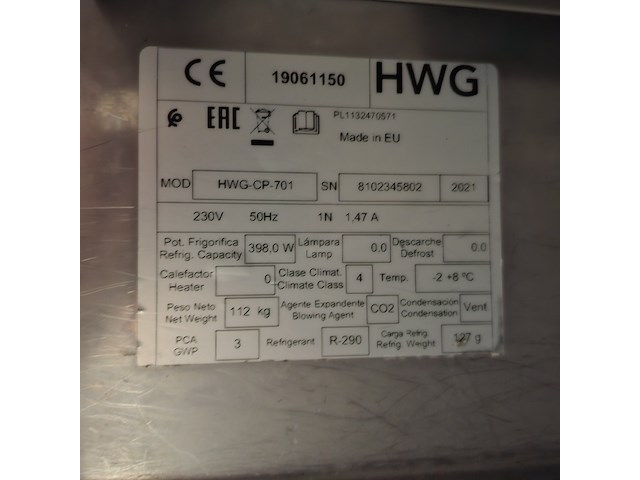 CE 19061150 HWG
EAC PL1132470571
Made in EU
MOD HWG-CP-701 SN 8102345802 2021
230V 50Hz 1N 1,47 A
Pot. Frigorifica 398,0 W Lámpara 0.0 Descarche 0.0
Refrig. Capacity Lamp Defrost
Calefactor 0 Clase Climat. 4 Temp. -2 +8 ºC
Heater Climate Class
Peso Neto 112 kg Agente Expandente CO2 Condensación Vent
Net Weight Blowing Agent Condensation
PCA 3 Refrigerant R-290 Carga Refrig.
GWP Refrig. Weight g